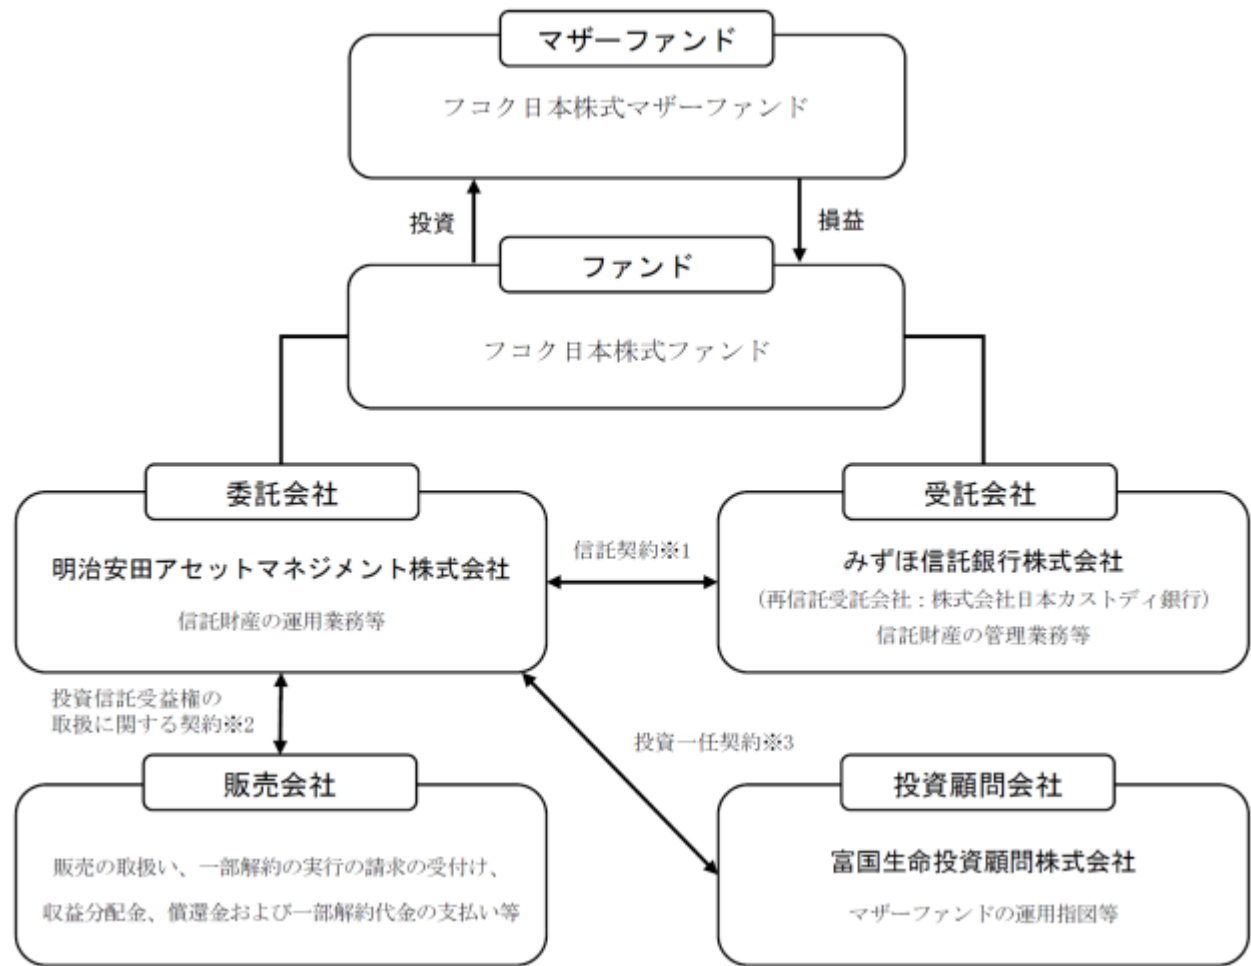 マザーファンド
フコク日本株式マザーファンド
投資
損益
ファンド
フコク日本株式ファンド
委託会社
明治安田アセットマネジメント株式会社
信託財産の運用業務等
信託契約※1
受託会社
みずほ信託銀行株式会社
(再信託受託会社：株式会社日本カストディ銀行)
信託財産の管理業務等
投資信託受益権の
取扱に関する契約※2
投資一任契約※3
販売会社
販売の取扱い、一部解約の実行の請求の受付け、
収益分配金、償還金および一部解約代金の支払い等
投資顧問会社
富国生命投資顧問株式会社
マザーファンドの運用指図等